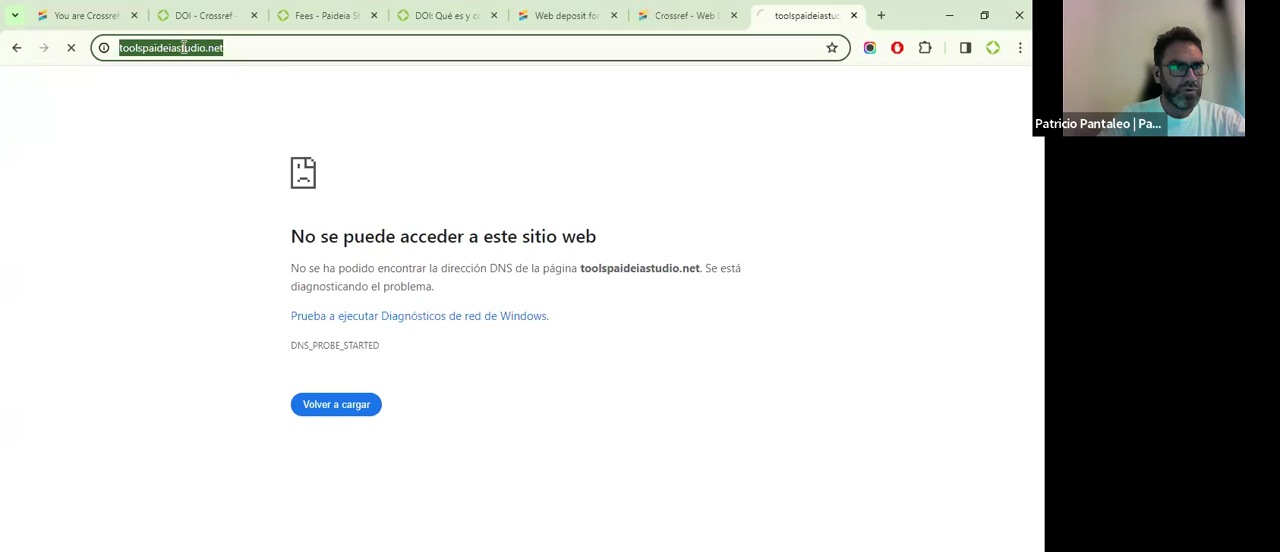 You are Crossref
DOI - Crossref -
Fees - Paideia St
DOI: Qué es y có
Web deposit for
Crossref - Web D
toolspaideiastud
toolspaideiastudio.net
Patricio Pantaleo | Pa...
No se puede acceder a este sitio web
No se ha podido encontrar la dirección DNS de la página toolspaideiastudio.net. Se está
diagnosticando el problema.
Prueba a ejecutar Diagnósticos de red de Windows.
DNS_PROBE_STARTED
Volver a cargar